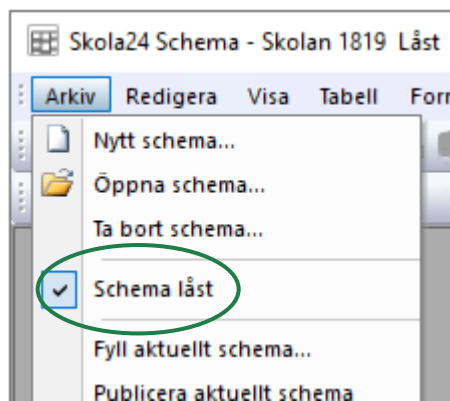 Skola24 Schema - Skolan 1819 Låst
Arkiv Redigera Visa Tabell
Nytt schema...
Öppna schema...
Ta bort schema...
Schema låst
Fyll aktuellt schema...
Publicera aktuellt schema